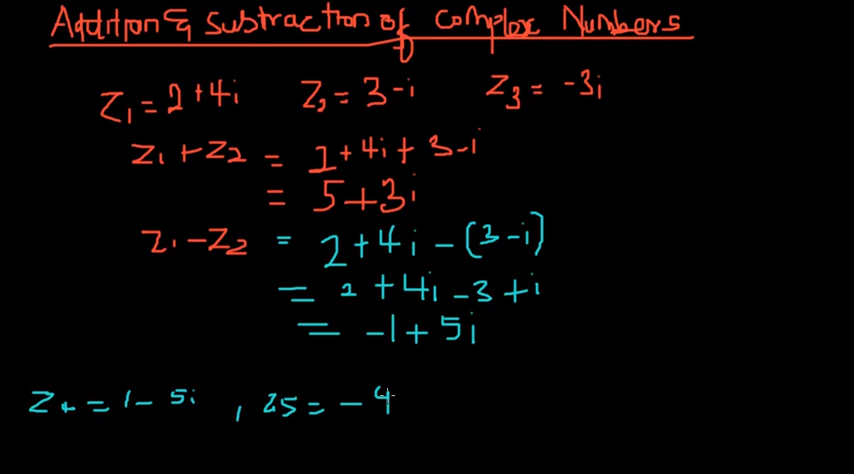 Addition & Subtraction of Complex Numbers
Z₁ = 2 + 4i Z₂ = 3 - i Z₃ = -3i
Z₁ + Z₂ = 2 + 4i + 3 - i
= 5 + 3i
Z₁ - Z₂ = 2 + 4i - (3 - i)
= 2 + 4i - 3 + i
= -1 + 5i
Z₄ = 1 - 5i , Z5 = - 4